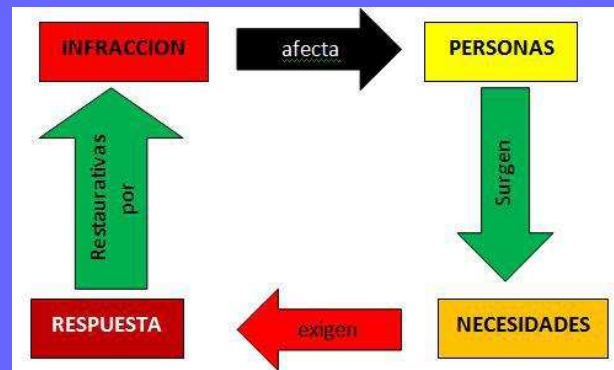 INFRACCION
afecta
PERSONAS
Surgen
NECESIDADES
exigen
RESPUESTA
Restaurativas
por